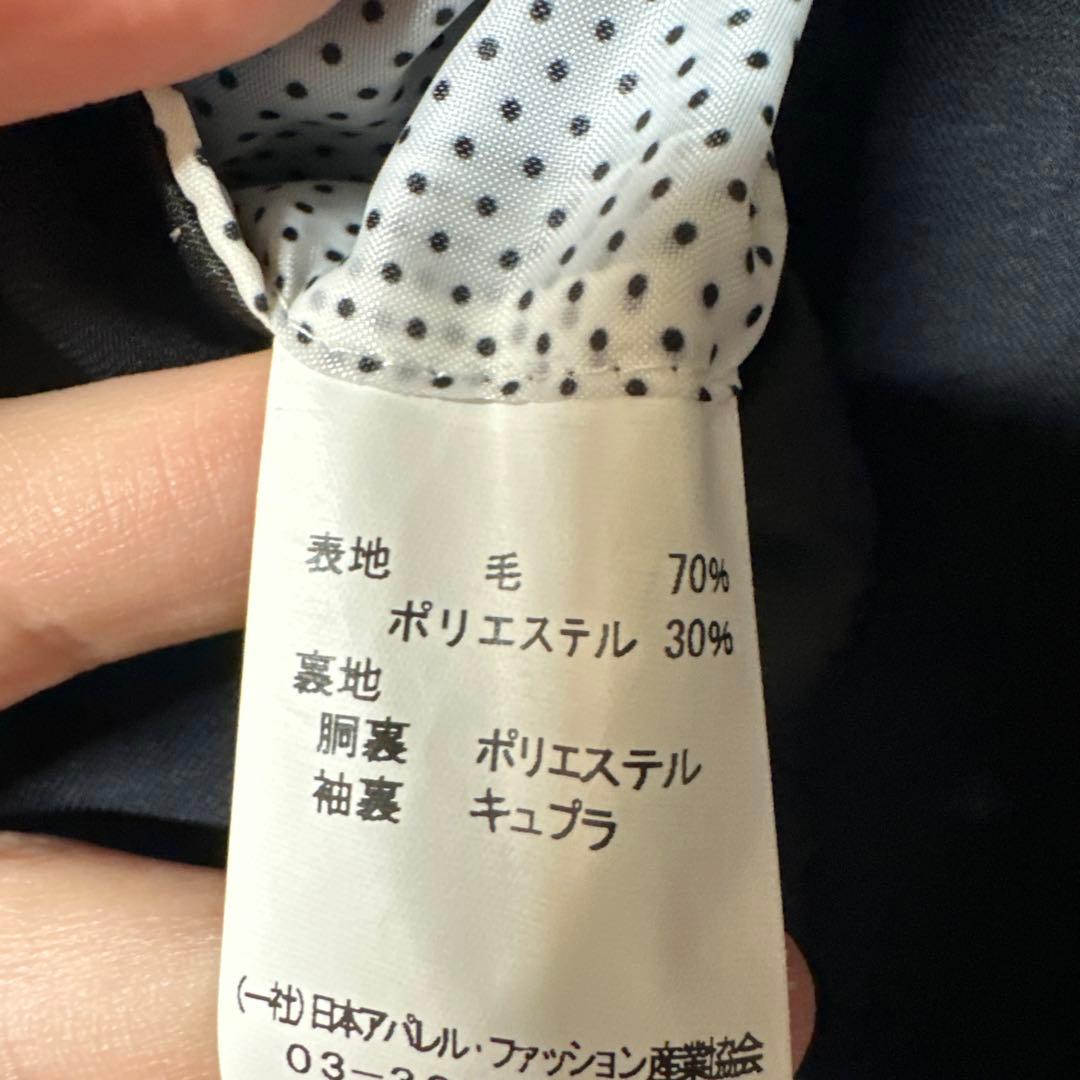 表地 毛 70%
ポリエステル 30%
裏地
胴裏 ポリエステル
袖裏 キュプラ
(一社)日本アパレル・ファッション産業協会
03-3